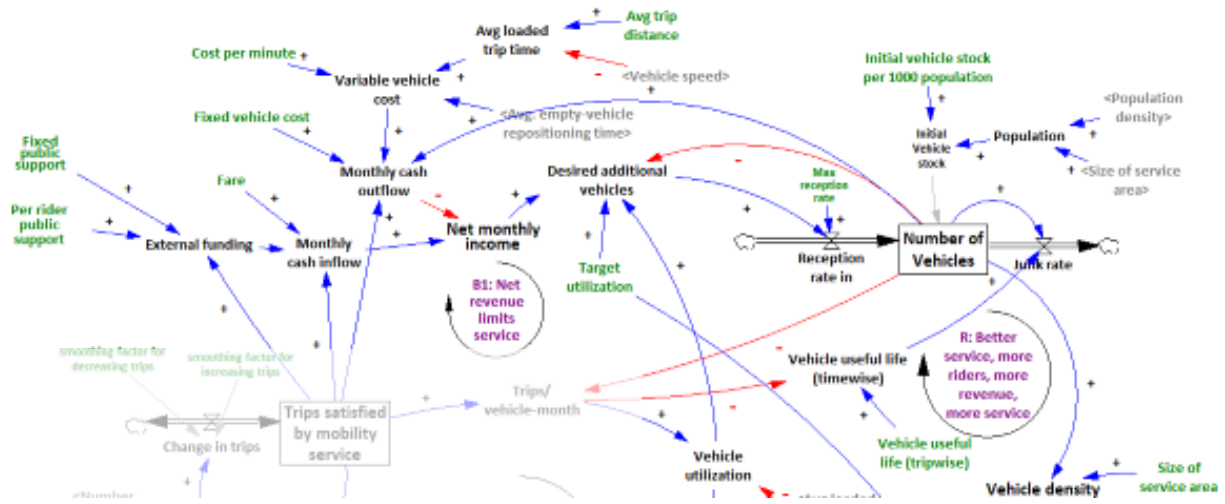 Avg trip
distance
Avg loaded
trip time
Cost per minute
<Vehicle speed>
Initial vehicle stock
per 1000 population
Variable vehicle
cost
<Avg. empty-vehicle
repositioning time>
<Population
density>
Fixed vehicle cost
Initial
Vehicle
stock
Population
Fixed
public
support
Monthly cash
outflow
Desired additional
vehicles
Max
reception
rate
<Size of service
area>
Fare
Per rider
public
support
External funding
Monthly
cash inflow
Net monthly
income
Number of
Vehicles
Reception
rate in
Junk rate
Target
utilization
B1: Net
revenue
limits
service
R: Better
service, more
riders, more
revenue,
more service
smoothing factor for
decreasing trips
smoothing factor for
increasing trips
Vehicle useful life
(timewise)
Trips/
vehicle-month
Trips satisfied
by mobility
service
Change in trips
Vehicle
utilization
Vehicle useful
life (tripwise)
Vehicle density
Size of
service area
<Number